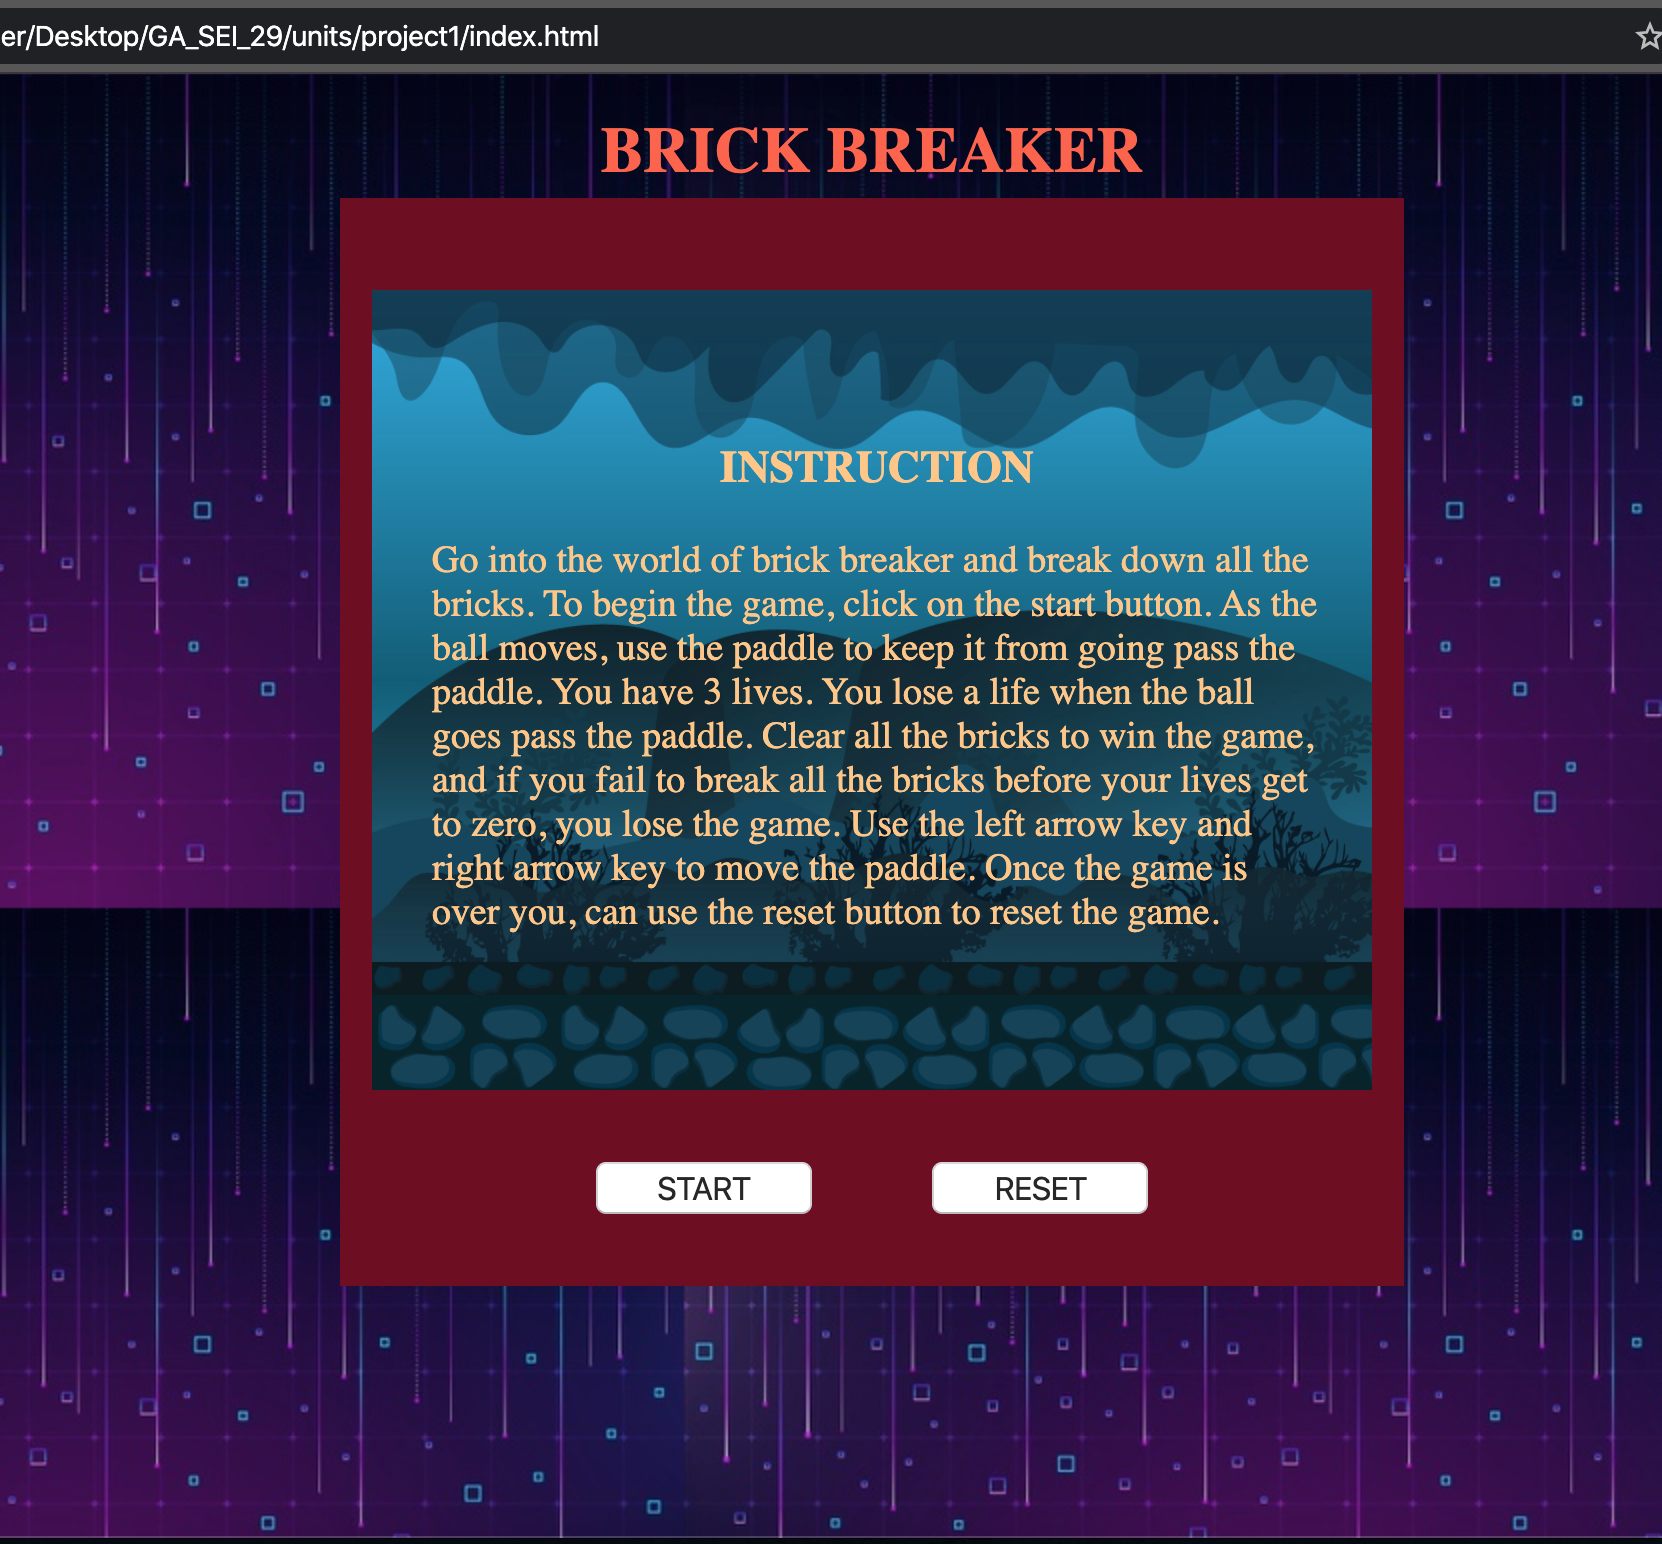 er/Desktop/GA_SEI_29/units/project1/index.html
BRICK BREAKER
INSTRUCTION
Go into the world of brick breaker and break down all the
bricks. To begin the game, click on the start button. As the
ball moves, use the paddle to keep it from going pass the
paddle. You have 3 lives. You lose a life when the ball
goes pass the paddle. Clear all the bricks to win the game,
and if you fail to break all the bricks before your lives get
to zero, you lose the game. Use the left arrow key and
right arrow key to move the paddle. Once the game is
over you, can use the reset button to reset the game.
START
RESET